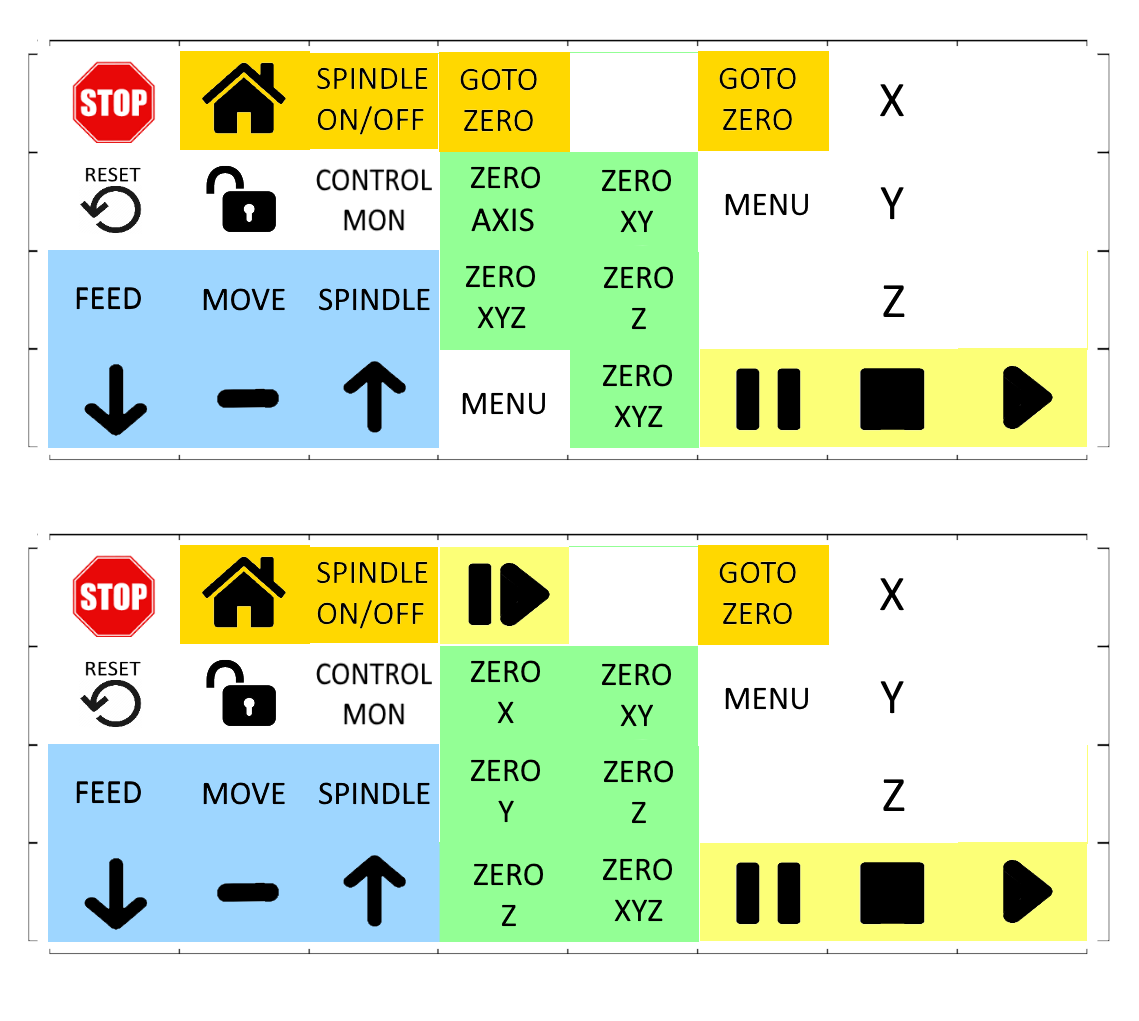 STOP
SPINDLE
ON/OFF
GOTO
ZERO
GOTO
ZERO
X
RESET
CONTROL
MON
ZERO
AXIS
ZERO
XY
MENU
Y
FEED
MOVE
SPINDLE
ZERO
XYZ
ZERO
Z
Z
MENU
ZERO
XYZ
STOP
SPINDLE
ON/OFF
GOTO
ZERO
X
RESET
CONTROL
MON
ZERO
X
ZERO
XY
MENU
Y
FEED
MOVE
SPINDLE
ZERO
Y
ZERO
Z
Z
ZERO
Z
ZERO
XYZ